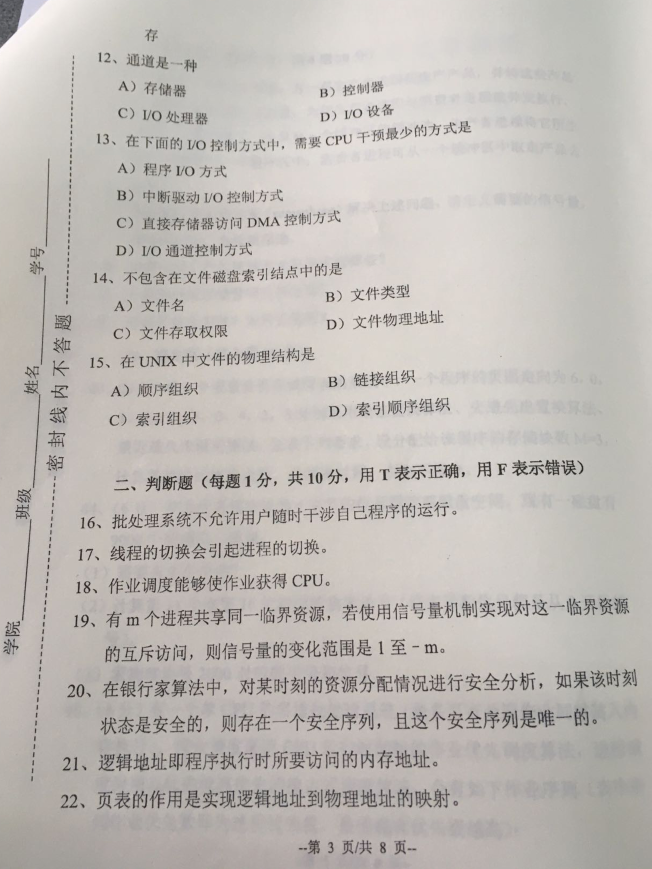 存
12、通道是一种
A）存储器 B）控制器
C）I/O 处理器 D）I/O 设备
13、在下面的 I/O 控制方式中，需要 CPU 干预最少的方式是
A）程序 I/O 方式
B）中断驱动 I/O 控制方式
C）直接存储器访问 DMA 控制方式
D）I/O 通道控制方式
14、不包含在文件磁盘索引结点中的是
A）文件名 B）文件类型
C）文件存取权限 D）文件物理地址
15、在 UNIX 中文件的物理结构是
A）顺序组织 B）链接组织
C）索引组织 D）索引顺序组织
二、判断题（每题 1 分，共 10 分，用 T 表示正确，用 F 表示错误）
16、批处理系统不允许用户随时干涉自己程序的运行。
17、线程的切换会引起进程的切换。
18、作业调度能够使作业获得 CPU。
19、有 m 个进程共享同一临界资源，若使用信号量机制实现对这一临界资源
的互斥访问，则信号量的变化范围是 1 至－m。
20、在银行家算法中，对某时刻的资源分配情况进行安全分析，如果该时刻
状态是安全的，则存在一个安全序列，且这个安全序列是唯一的。
21、逻辑地址即程序执行时所要访问的内存地址。
22、页表的作用是实现逻辑地址到物理地址的映射。
--第 3 页/共 8 页--
学院 班级 姓名 学号
密封线内不答题